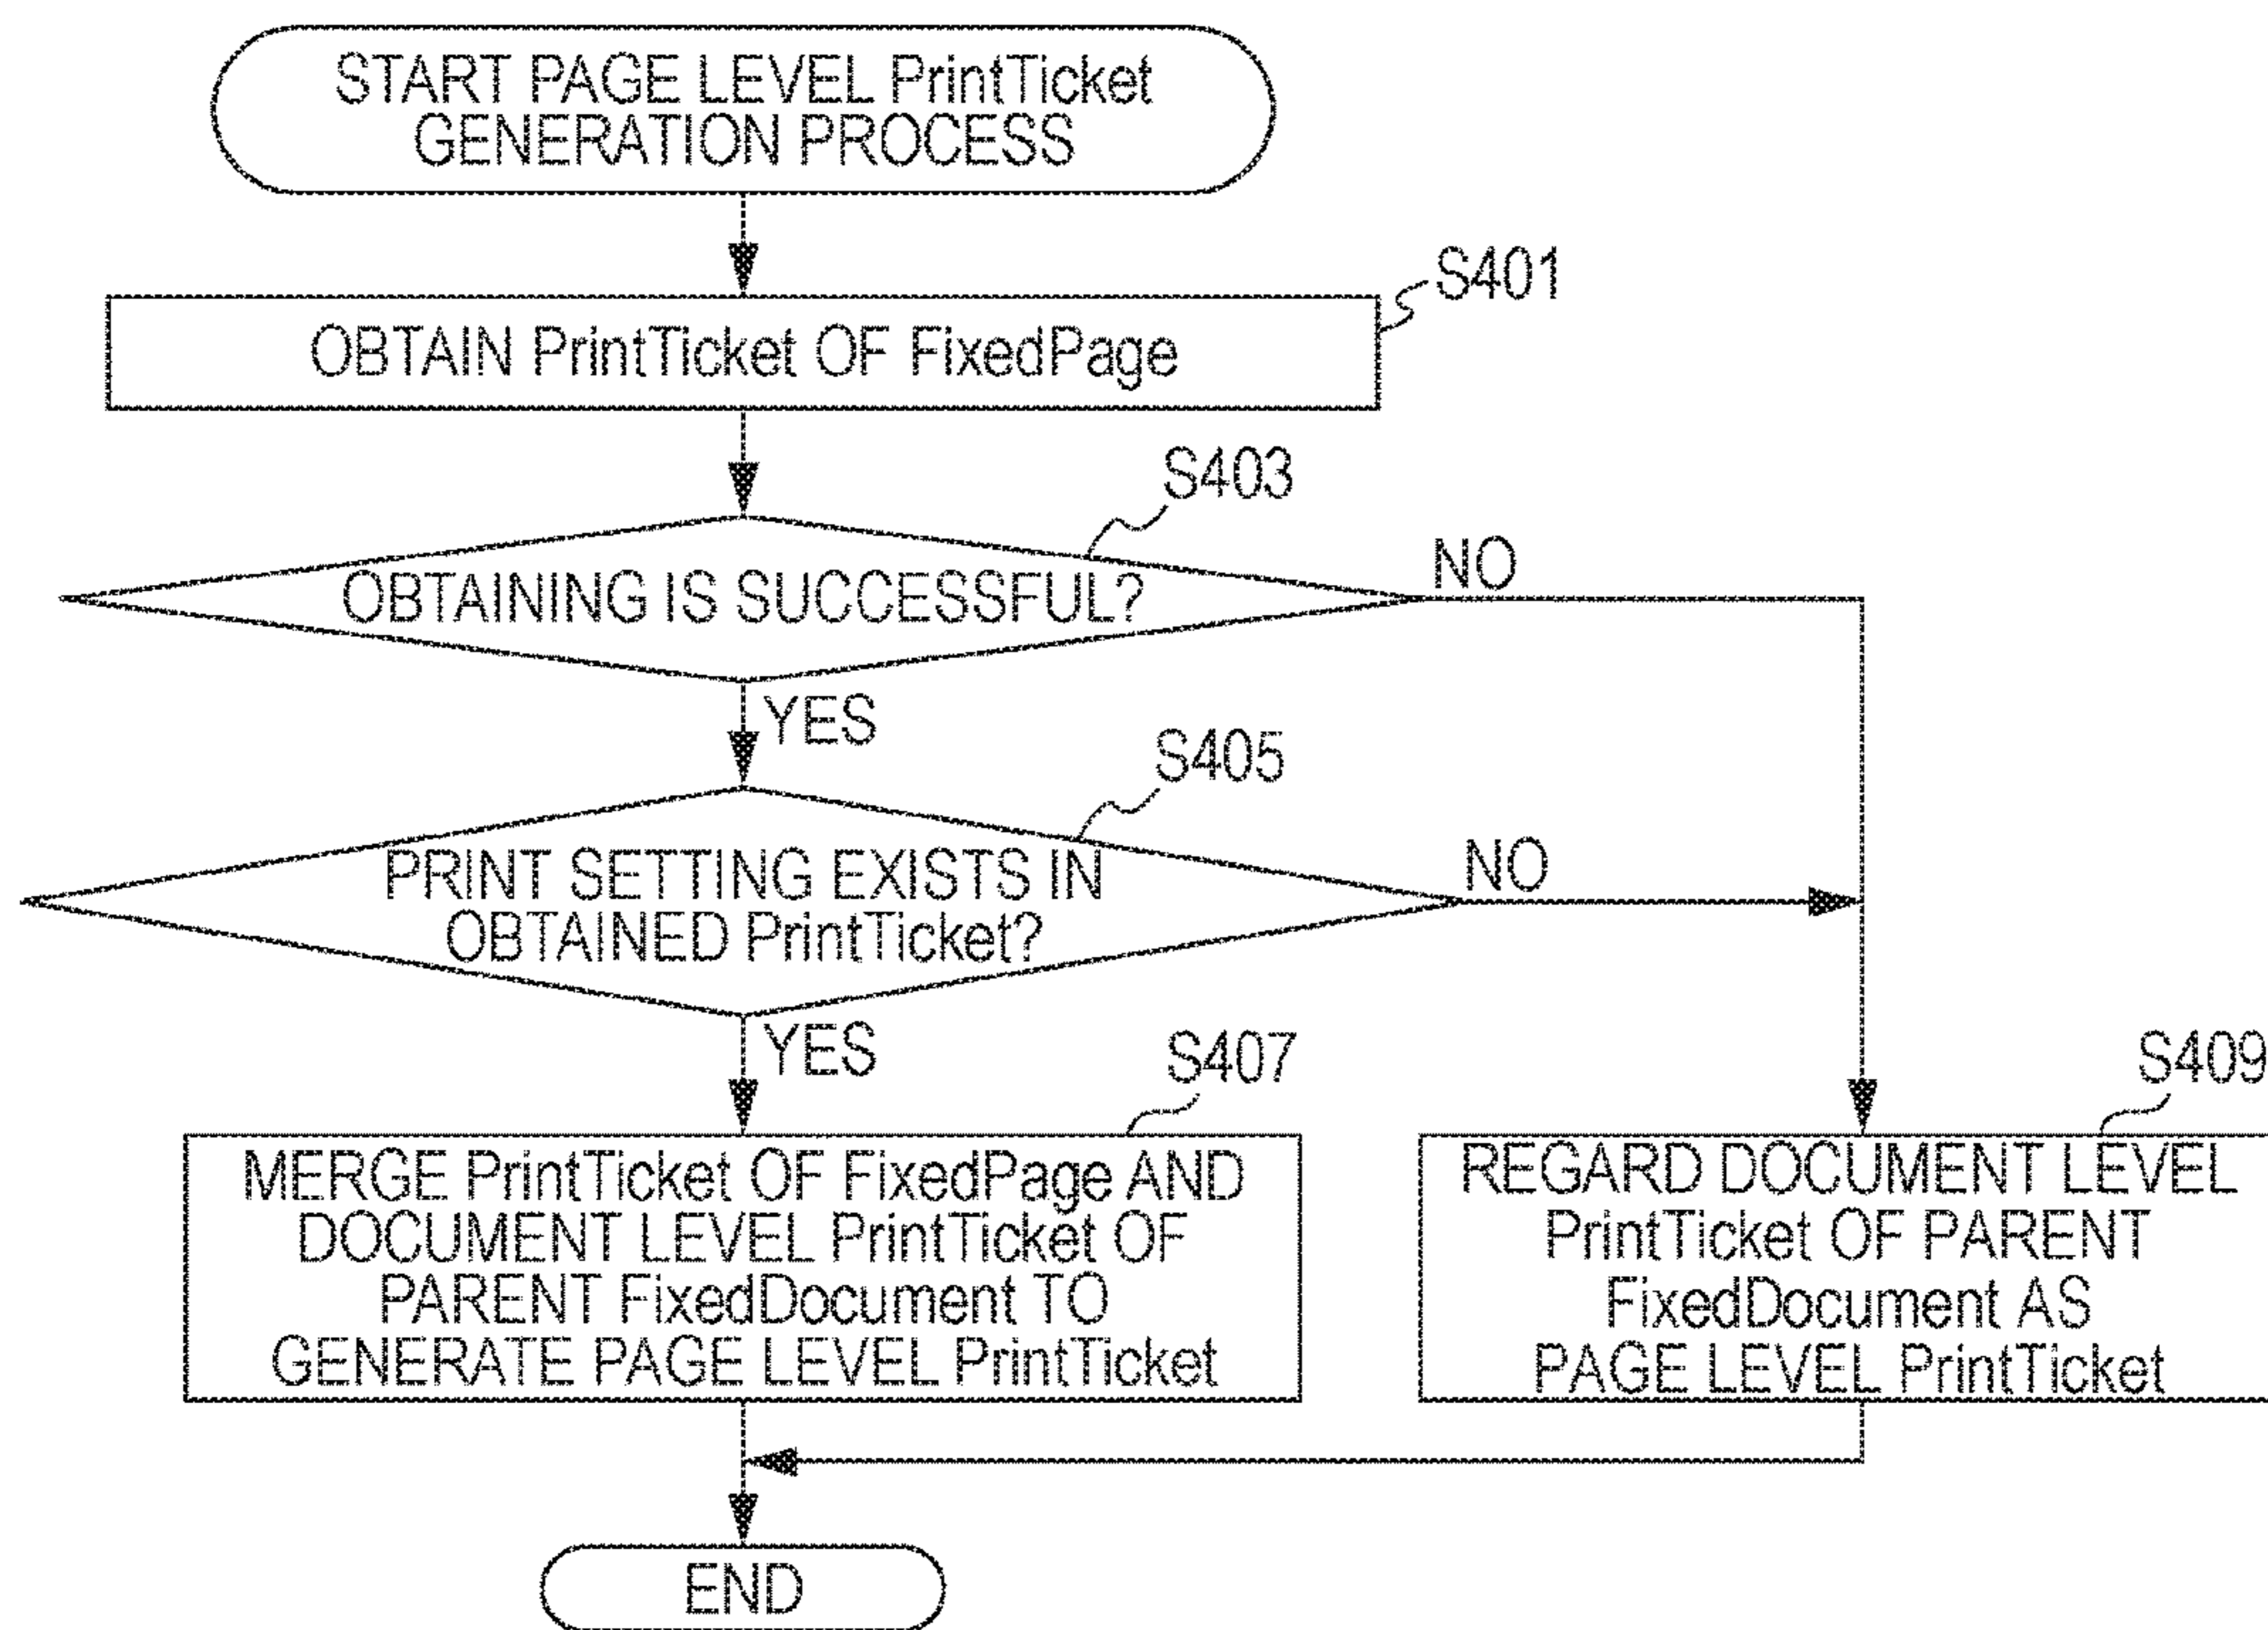 START PAGE LEVEL PrintTicket
GENERATION PROCESS
S401
OBTAIN PrintTicket OF FixedPage
S403
OBTAINING IS SUCCESSFUL?
NO
YES
S405
PRINT SETTING EXISTS IN
OBTAINED PrintTicket?
NO
YES
S407
MERGE PrintTicket OF FixedPage AND
DOCUMENT LEVEL PrintTicket OF
PARENT FixedDocument TO
GENERATE PAGE LEVEL PrintTicket
S409
REGARD DOCUMENT LEVEL
PrintTicket OF PARENT
FixedDocument AS
PAGE LEVEL PrintTicket
END